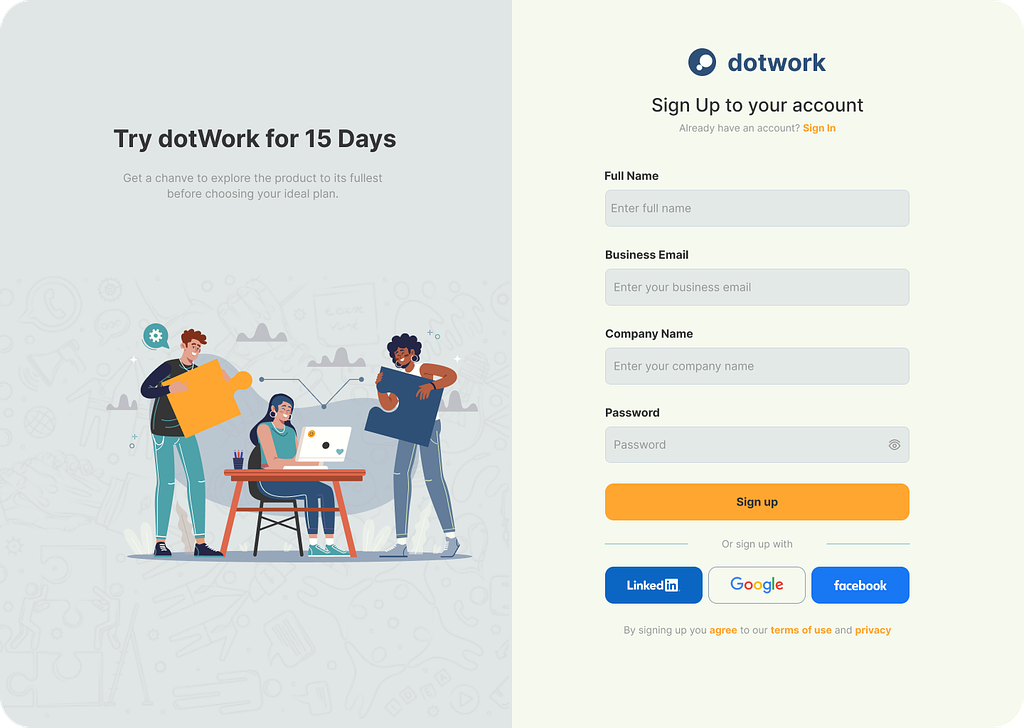 Try dotWork for 15 Days
Get a chanve to explore the product to its fullest
before choosing your ideal plan.
dotwork
Sign Up to your account
Already have an account? Sign In
Full Name
Enter full name
Business Email
Enter your business email
Company Name
Enter your company name
Password
Password
Sign up
Or sign up with
Linkedin
Google
facebook
By signing up you agree to our terms of use and privacy